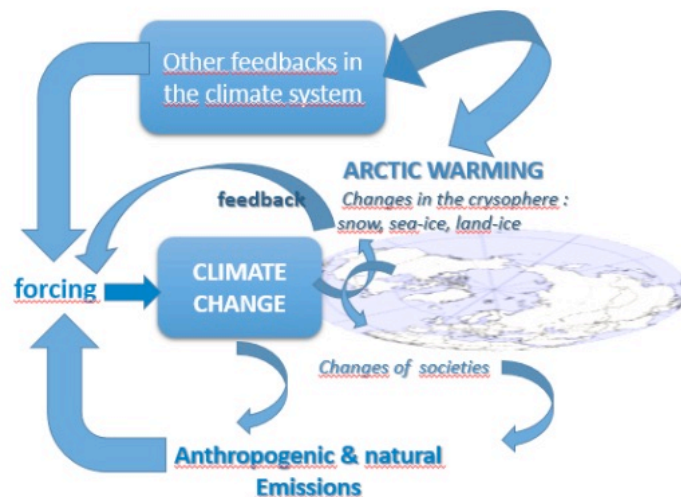 Other feedbacks in
the climate system
ARCTIC WARMING
feedback
Changes in the crysophere :
snow, sea-ice, land-ice
CLIMATE
CHANGE
forcing
Changes of societies
Anthropogenic & natural
Emissions